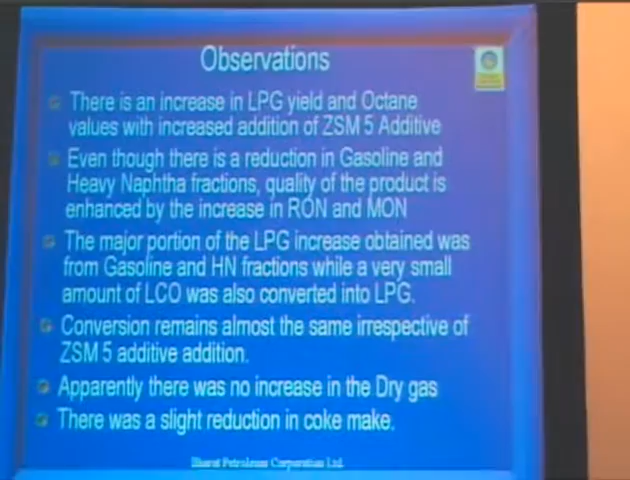 Observations
There is an increase in LPG yield and Octane
values with increased addition of ZSM 5 Additive
Even though there is a reduction in Gasoline and
Heavy Naphtha fractions, quality of the product is
enhanced by the increase in RON and MON
The major portion of the LPG increase obtained was
from Gasoline and HN fractions while a very small
amount of LCO was also converted into LPG.
Conversion remains almost the same irrespective of
ZSM 5 additive addition.
Apparently there was no increase in the Dry gas
There was a slight reduction in coke make.
Bharat Petroleum Corporation Ltd.